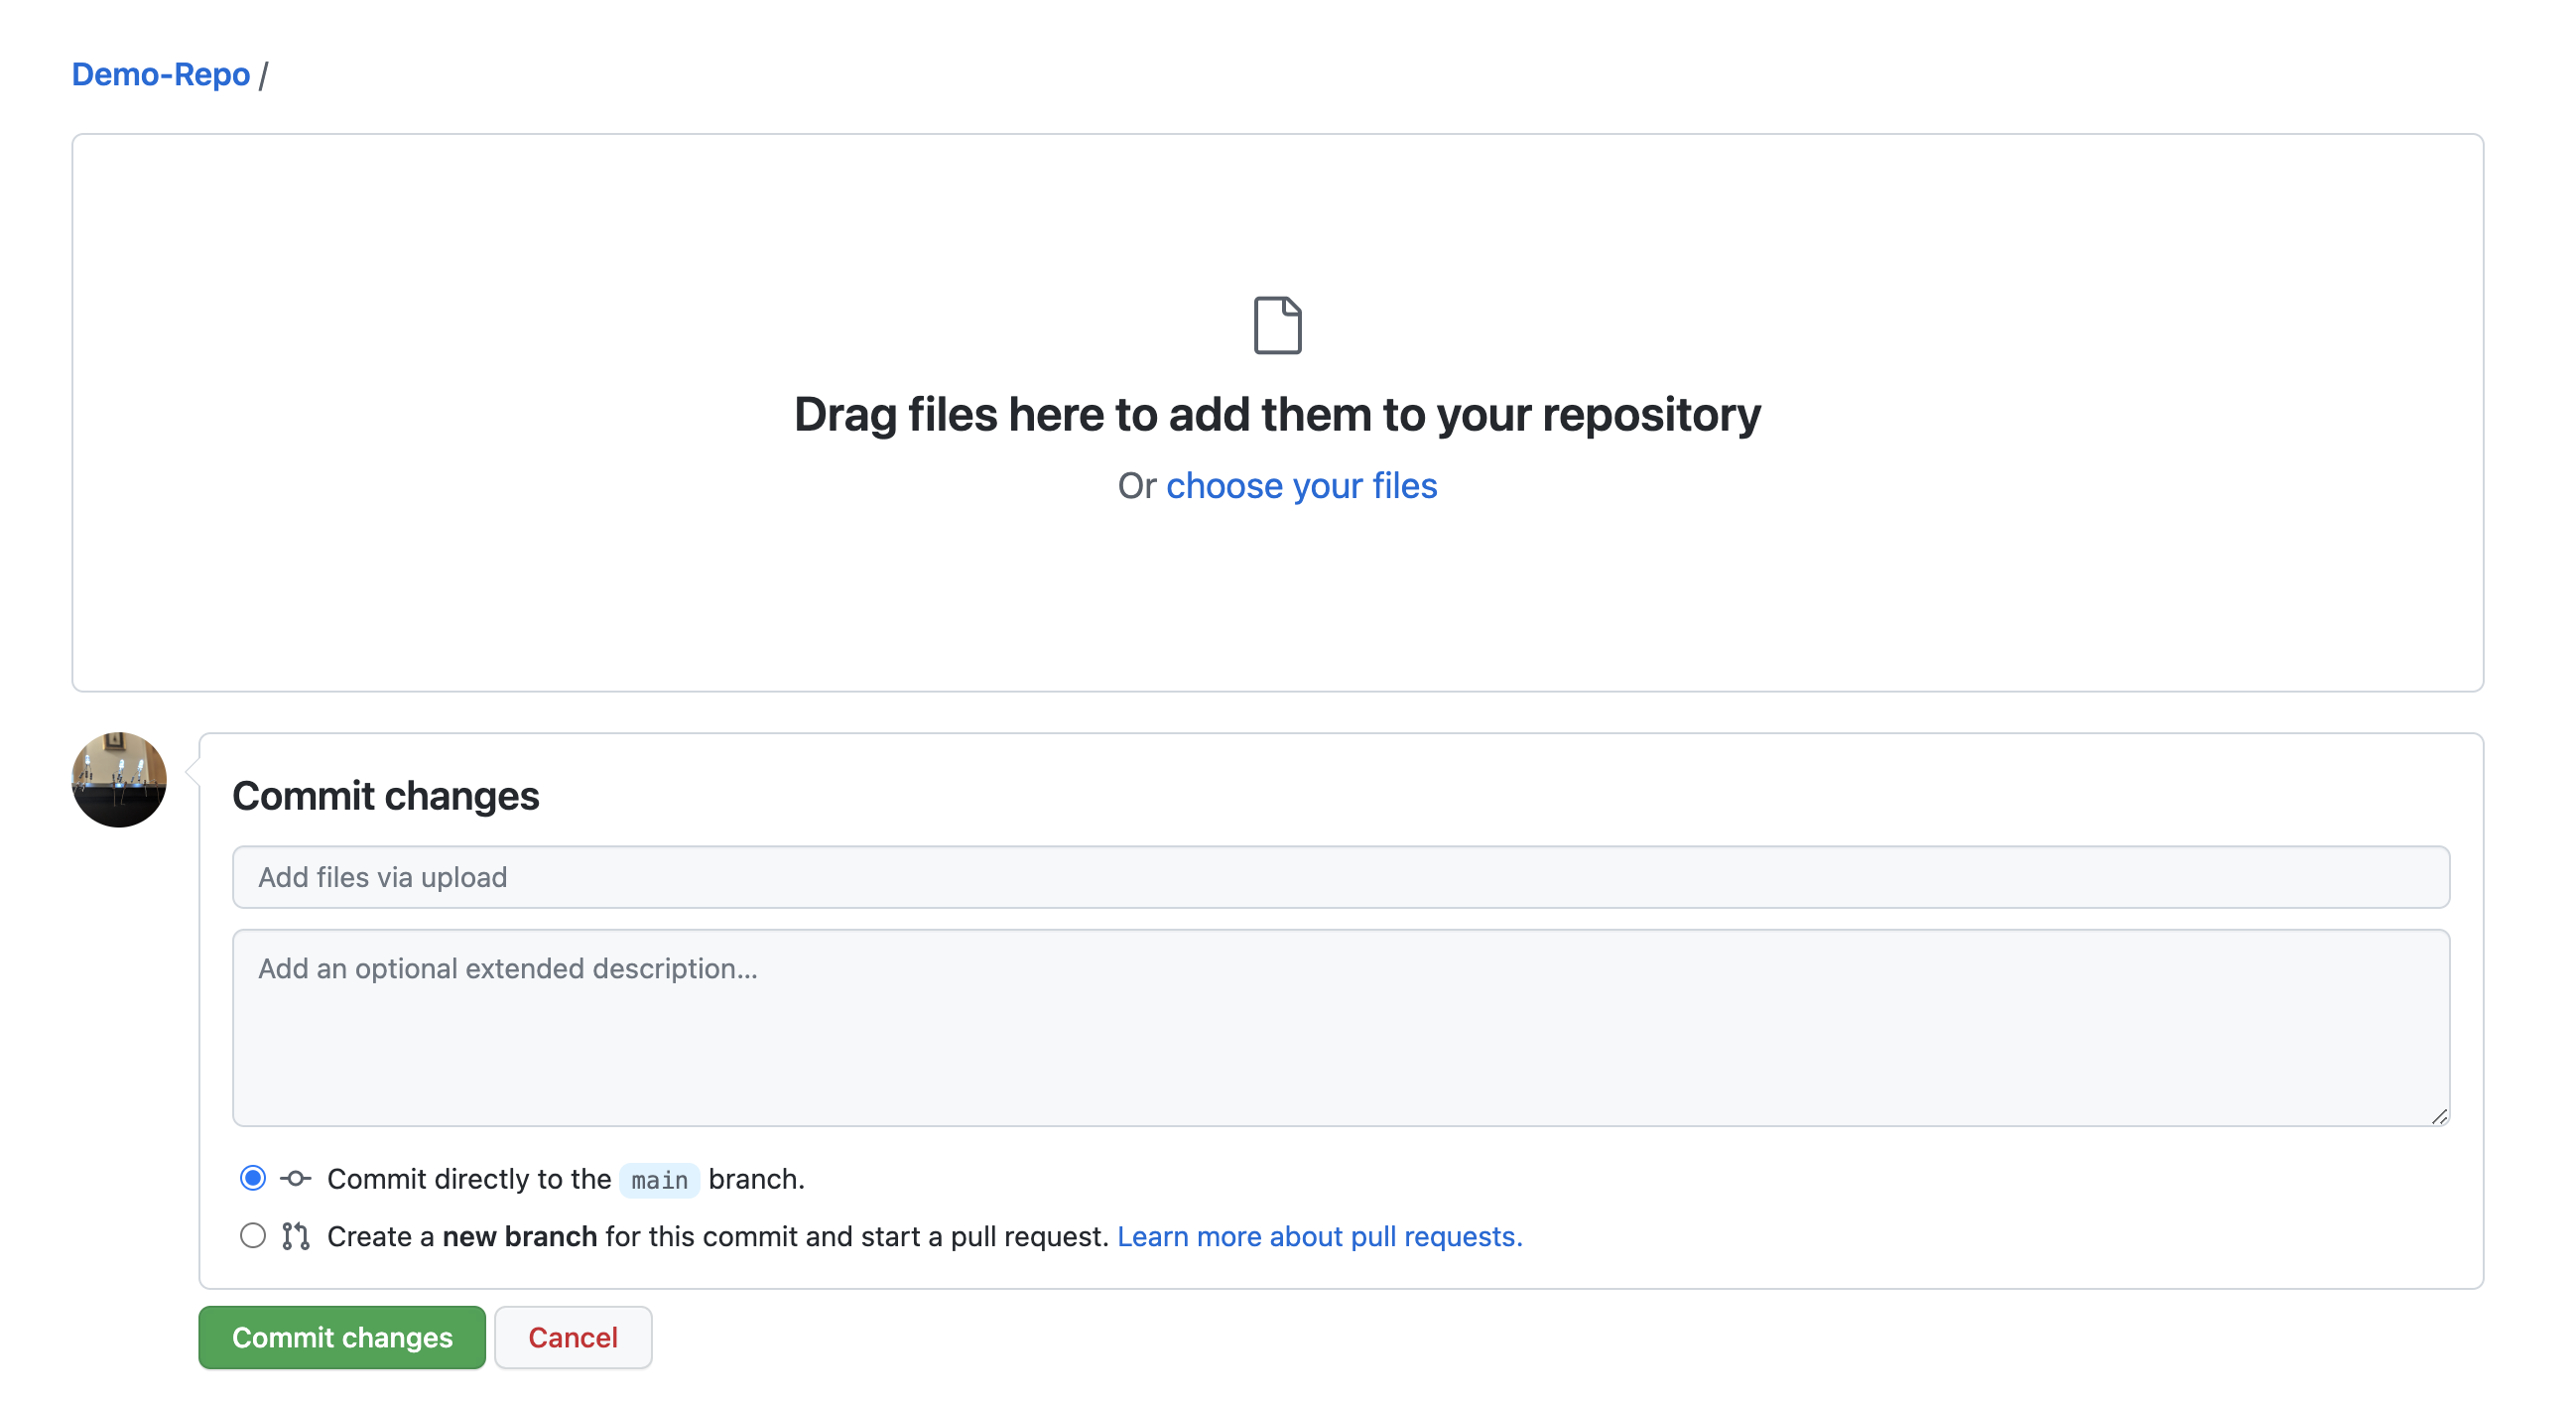 Demo-Repo /
Drag files here to add them to your repository
Or choose your files
Commit changes
Add files via upload
Add an optional extended description...
Commit directly to the main branch.
Create a new branch for this commit and start a pull request. Learn more about pull requests.
Commit changes Cancel